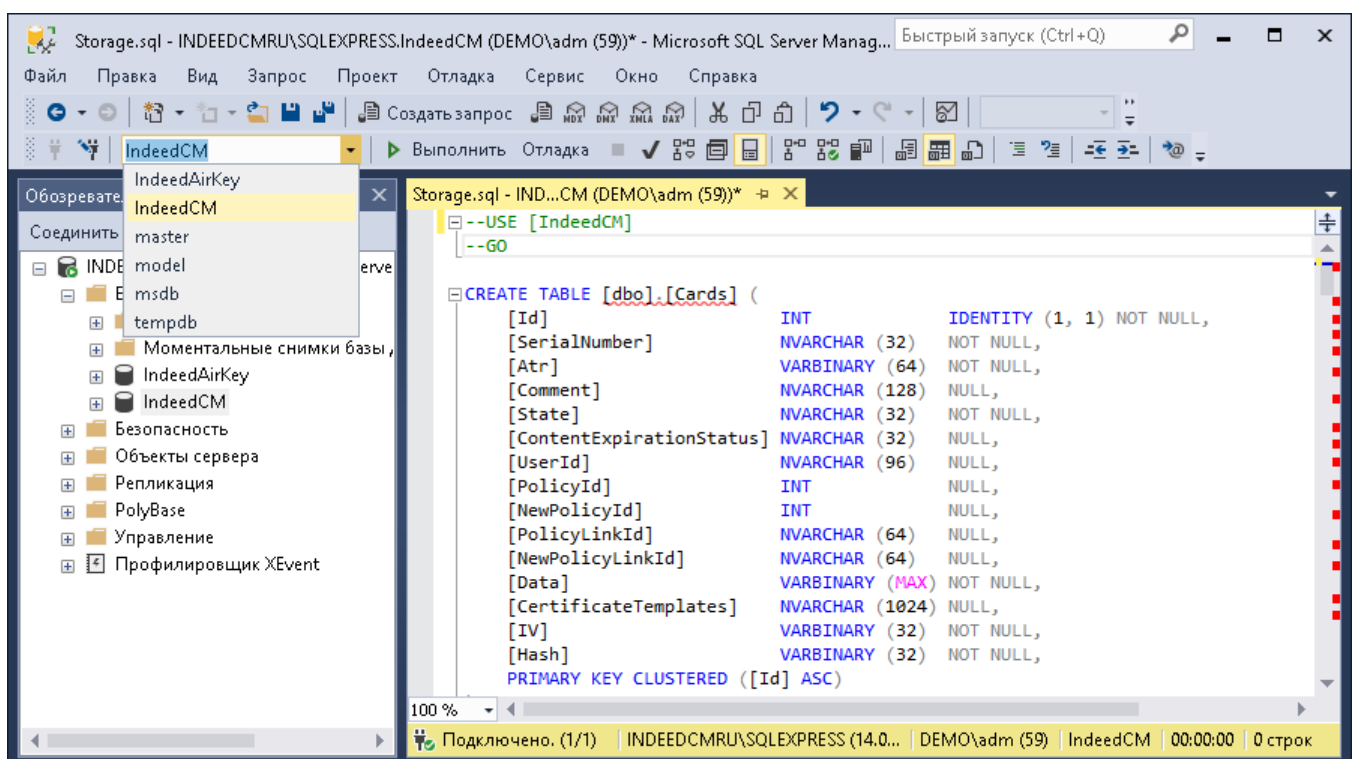 Storage.sql - INDEEDCMRU\SQLEXPRESS.IndeedCM (DEMO\adm (59))* - Microsoft SQL Server Manag...
Быстрый запуск (Ctrl+Q)
Файл Правка Вид Запрос Проект Отладка Сервис Окно Справка
Создать запрос MDX DMX XMLA DAX
IndeedCM
Выполнить Отладка
IndeedAirKey
IndeedCM
master
model
msdb
tempdb
Обозревате
Соединить
INDE erve
Моментальные снимки базы
IndeedAirKey
IndeedCM
Безопасность
Объекты сервера
Репликация
PolyBase
Управление
Профилировщик XEvent
Storage.sql - IND...CM (DEMO\adm (59))*
--USE [IndeedCM]
--GO
CREATE TABLE [dbo].[Cards] (
[Id] INT IDENTITY (1, 1) NOT NULL,
[SerialNumber] NVARCHAR (32) NOT NULL,
[Atr] VARBINARY (64) NOT NULL,
[Comment] NVARCHAR (128) NULL,
[State] NVARCHAR (32) NOT NULL,
[ContentExpirationStatus] NVARCHAR (32) NULL,
[UserId] NVARCHAR (96) NULL,
[PolicyId] INT NULL,
[NewPolicyId] INT NULL,
[PolicyLinkId] NVARCHAR (64) NULL,
[NewPolicyLinkId] NVARCHAR (64) NULL,
[Data] VARBINARY (MAX) NOT NULL,
[CertificateTemplates] NVARCHAR (1024) NULL,
[IV] VARBINARY (32) NOT NULL,
[Hash] VARBINARY (32) NOT NULL,
PRIMARY KEY CLUSTERED ([Id] ASC)
100 %
Подключено. (1/1) INDEEDCMRU\SQLEXPRESS (14.0... DEMO\adm (59) IndeedCM 00:00:00 0 строк